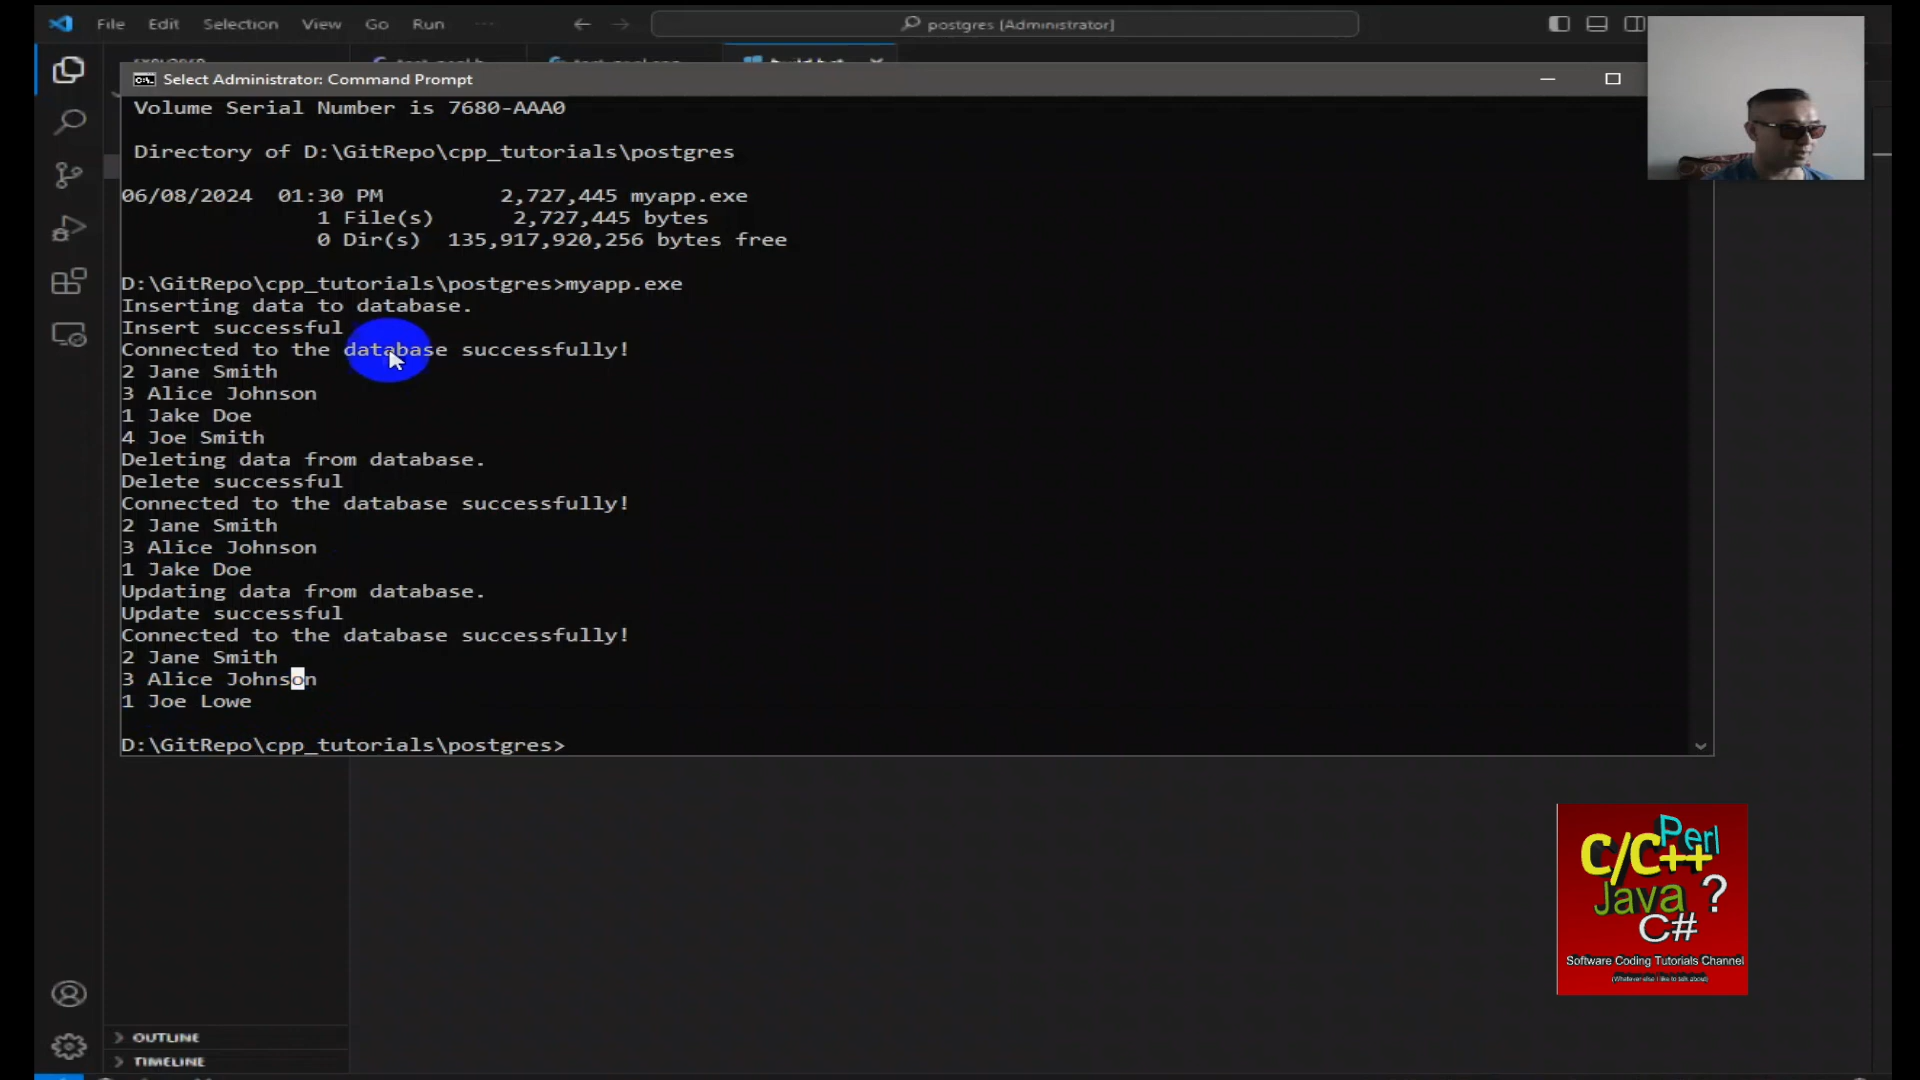 File Edit Selection View Go Run ...
postgres [Administrator]
Select Administrator: Command Prompt
Volume Serial Number is 7680-AAA0
Directory of D:\GitRepo\cpp_tutorials\postgres
06/08/2024 01:30 PM 2,727,445 myapp.exe
1 File(s) 2,727,445 bytes
0 Dir(s) 135,917,920,256 bytes free
D:\GitRepo\cpp_tutorials\postgres>myapp.exe
Inserting data to database.
Insert successful
Connected to the database successfully!
2 Jane Smith
3 Alice Johnson
1 Jake Doe
4 Joe Smith
Deleting data from database.
Delete successful
Connected to the database successfully!
2 Jane Smith
3 Alice Johnson
1 Jake Doe
Updating data from database.
Update successful
Connected to the database successfully!
2 Jane Smith
3 Alice Johnson
1 Joe Lowe
D:\GitRepo\cpp_tutorials\postgres>
Perl
C/C++
Java ?
C#
Software Coding Tutorials Channel
(Whatever else I like to talk about)
OUTLINE
TIMELINE